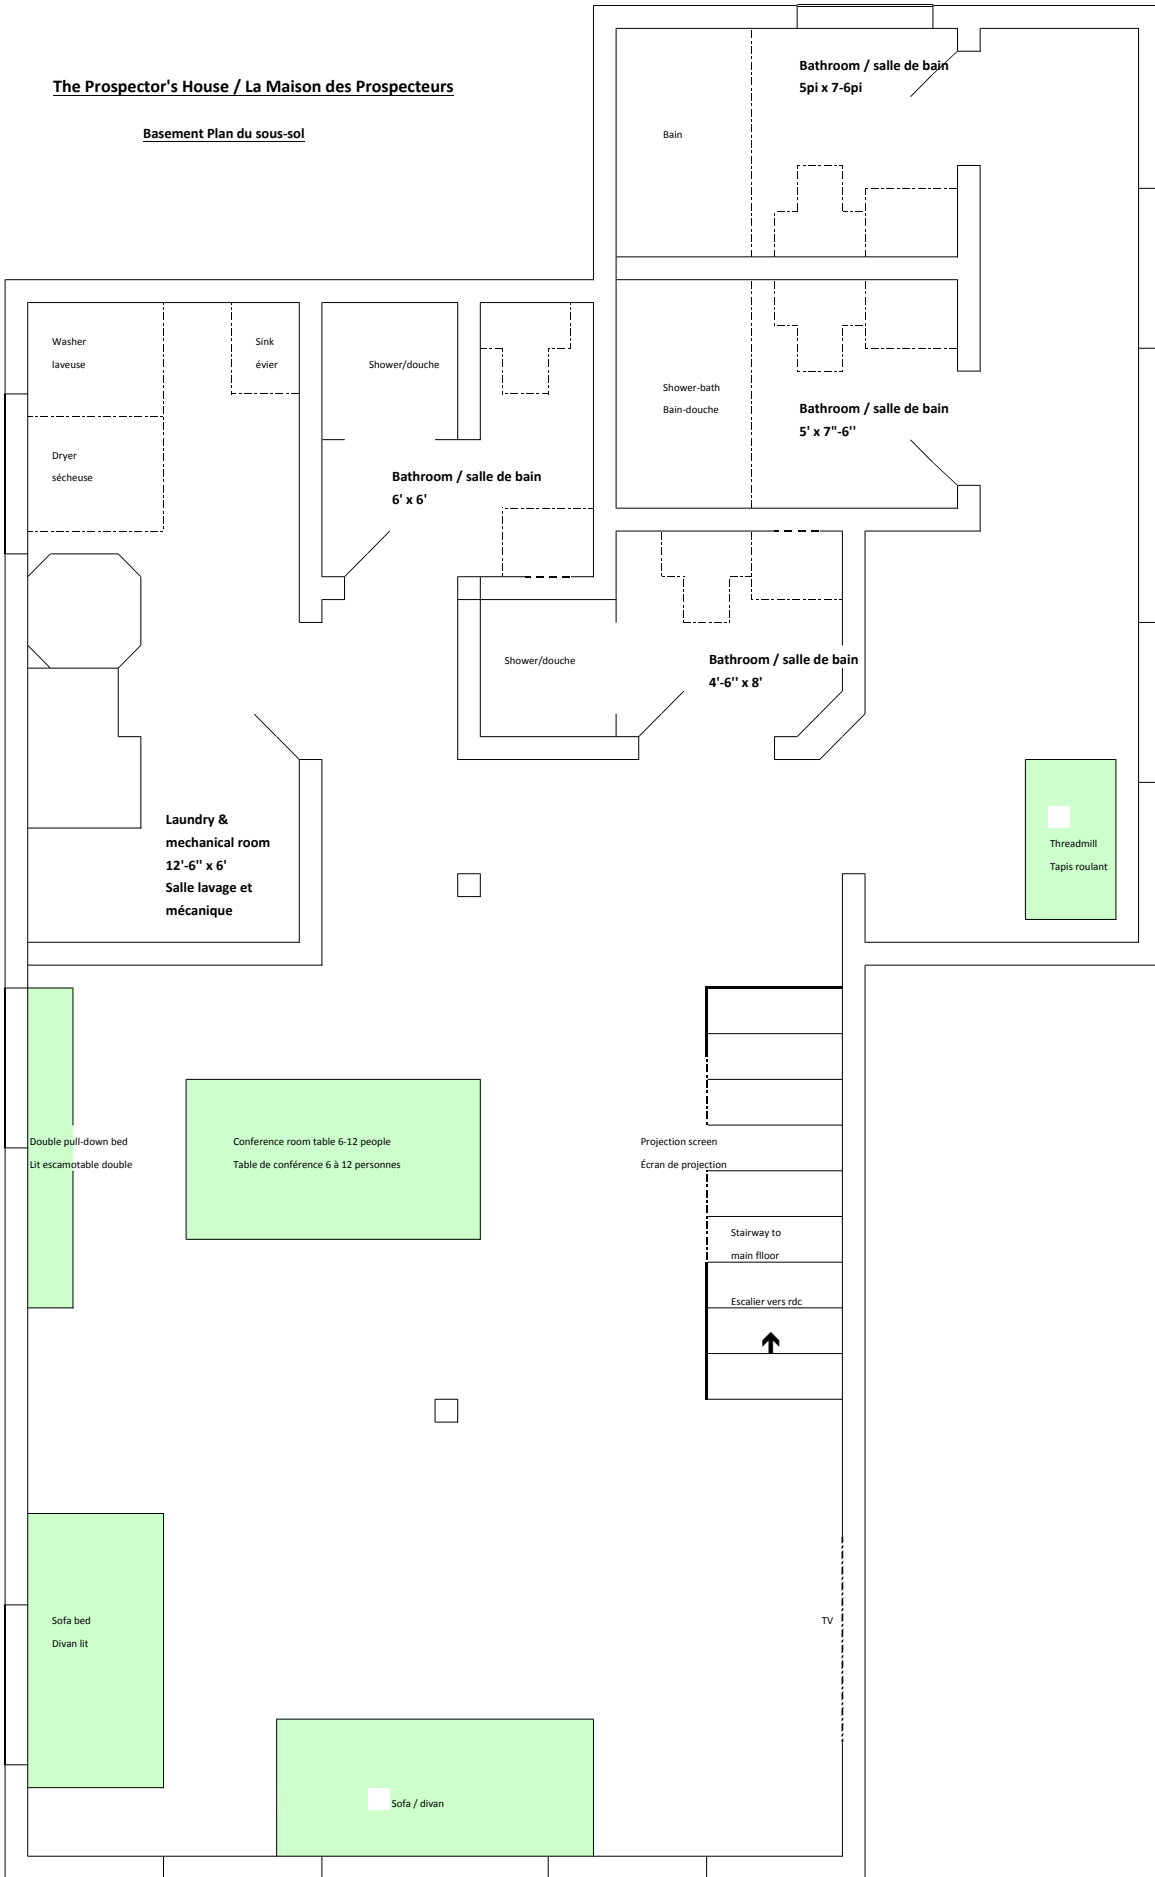 The Prospector's House / La Maison des Prospecteurs
Basement Plan du sous-sol
Bathroom / salle de bain
5pi x 7-6pi
Bain
Washer
laveuse
Sink
évier
Shower/douche
Shower-bath
Bain-douche
Bathroom / salle de bain
5' x 7"-6''
Dryer
sécheuse
Bathroom / salle de bain
6' x 6'
Shower/douche
Bathroom / salle de bain
4'-6'' x 8'
Laundry &
mechanical room
12'-6'' x 6'
Salle lavage et
mécanique
Threadmill
Tapis roulant
Double pull-down bed
Lit escamotable double
Conference room table 6-12 people
Table de conférence 6 à 12 personnes
Projection screen
Écran de projection
Stairway to
main flloor
Escalier vers rdc
Sofa bed
Divan lit
TV
Sofa / divan